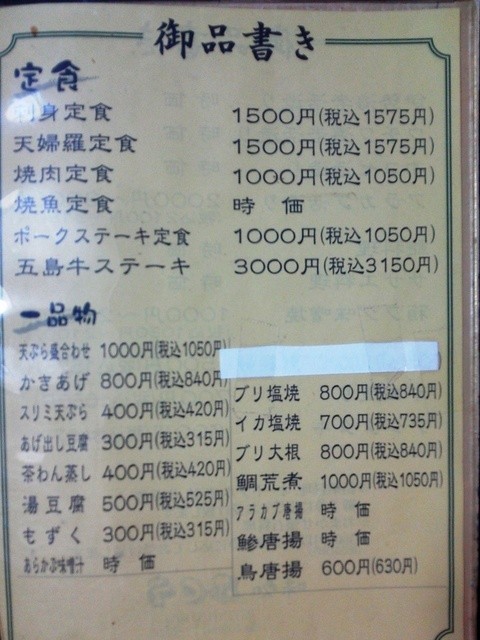 御品書き
定食
刺身定食 1500円(税込1575円)
天婦羅定食 1500円(税込1575円)
焼肉定食 1000円(税込1050円)
焼魚定食 時価
ポークステーキ定食 1000円(税込1050円)
五島牛ステーキ 3000円(税込3150円)
一品物
天ぷら盛合わせ 1000円(税込1050円)
かきあげ 800円(税込840円)
スリミ天ぷら 400円(税込420円)
あげ出し豆腐 300円(税込315円)
茶わん蒸し 400円(税込420円)
湯豆腐 500円(税込525円)
もずく 300円(税込315円)
あらかぶ味噌汁 時価
ブリ塩焼 800円(税込840円)
イカ塩焼 700円(税込735円)
ブリ大根 800円(税込840円)
鯛荒煮 1000円(税込1050円)
アラカブ唐揚 時価
鯵唐揚 時価
鳥唐揚 600円(630円)